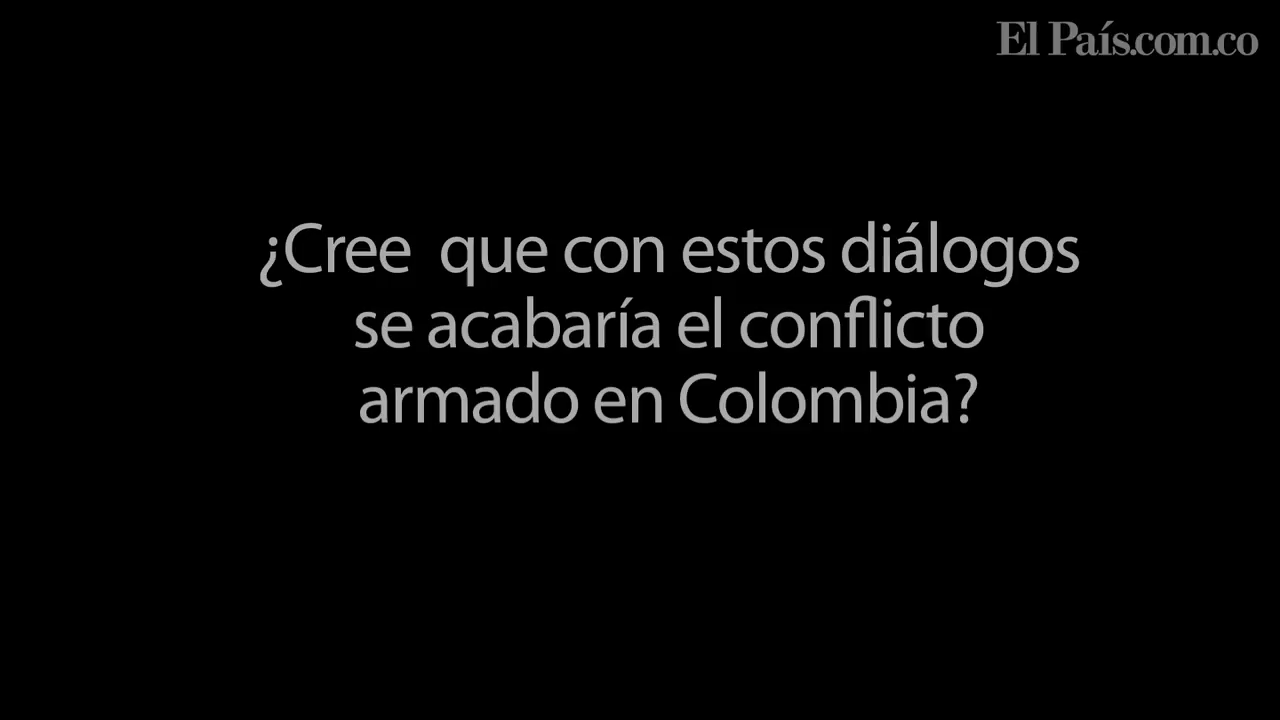 El País.com.co
¿Cree  que con estos diálogos
se acabaría el conflicto
armado en Colombia?